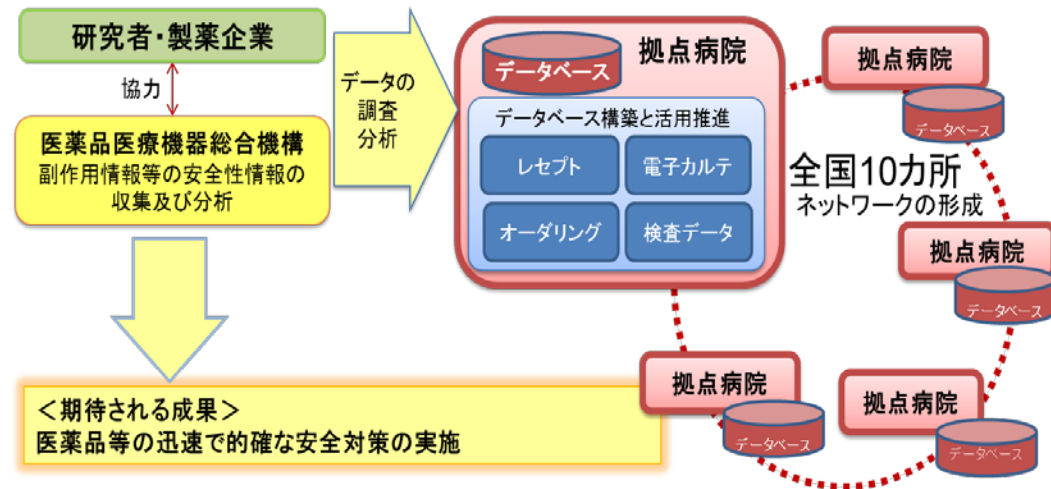 研究者・製薬企業
協力
医薬品医療機器総合機構
副作用情報等の安全性情報の
収集及び分析
データの
調査
分析
データベース
拠点病院
データベース構築と活用推進
レセプト
電子カルテ
オーダリング
検査データ
拠点病院
データベース
全国10カ所
ネットワークの形成
拠点病院
データベース
拠点病院
データベース
拠点病院
データベース
＜期待される成果＞
医薬品等の迅速で的確な安全対策の実施